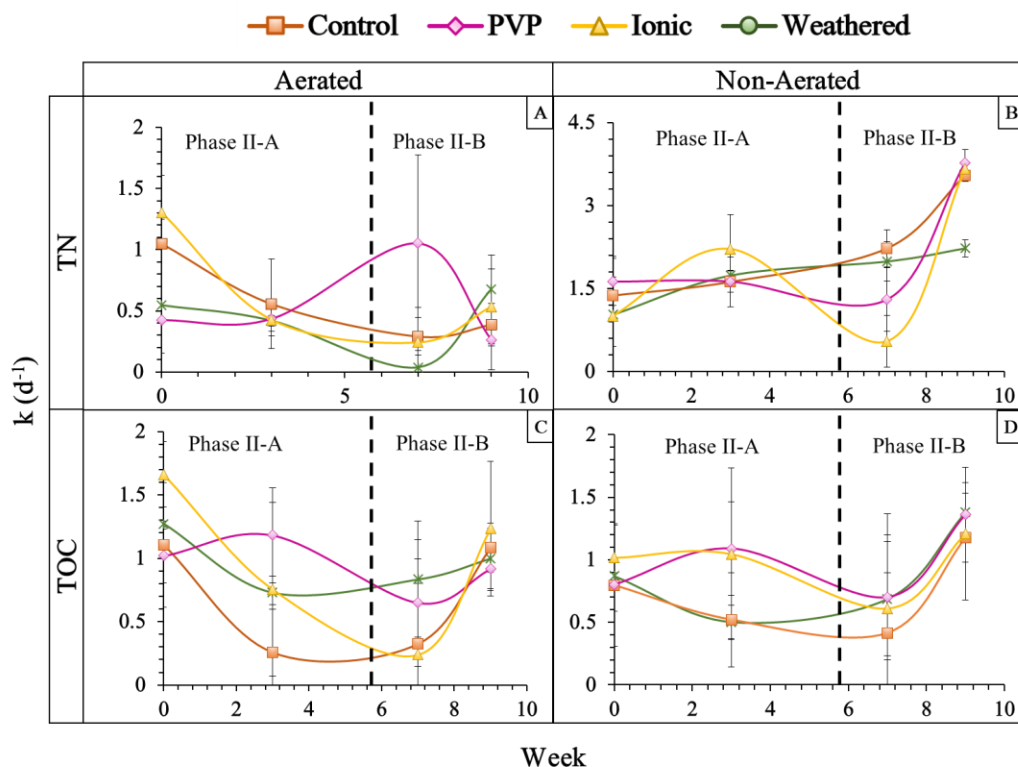 Control PVP Ionic Weathered
Aerated Non-Aerated
TN
TOC
k (d⁻¹)
A
Phase II-A Phase II-B
2
1.5
1
0.5
0
0 5 10
B
Phase II-A Phase II-B
4.5
3
1.5
0
0 2 4 6 8 10
C
Phase II-A Phase II-B
2
1.5
1
0.5
0
0 2 4 6 8 10
D
Phase II-A Phase II-B
2
1.5
1
0.5
0
0 2 4 6 8 10
Week